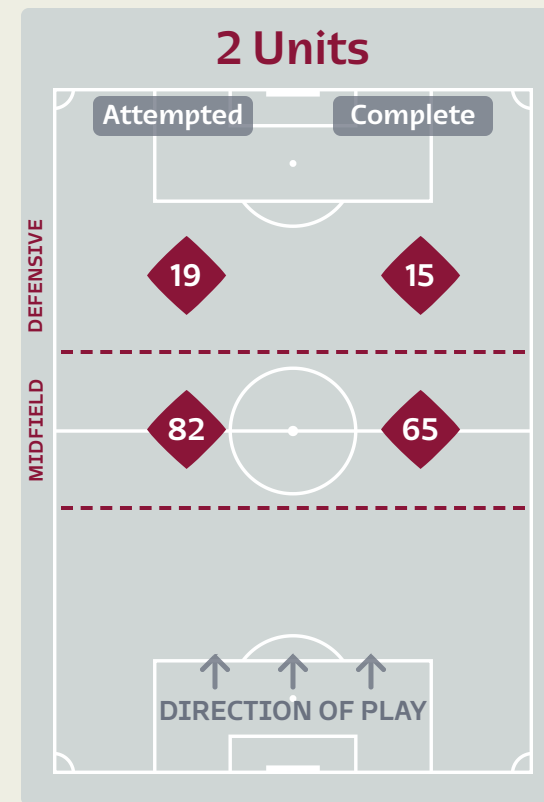 2 Units
Attempted Complete
DEFENSIVE
19 15
MIDFIELD
82 65
DIRECTION OF PLAY